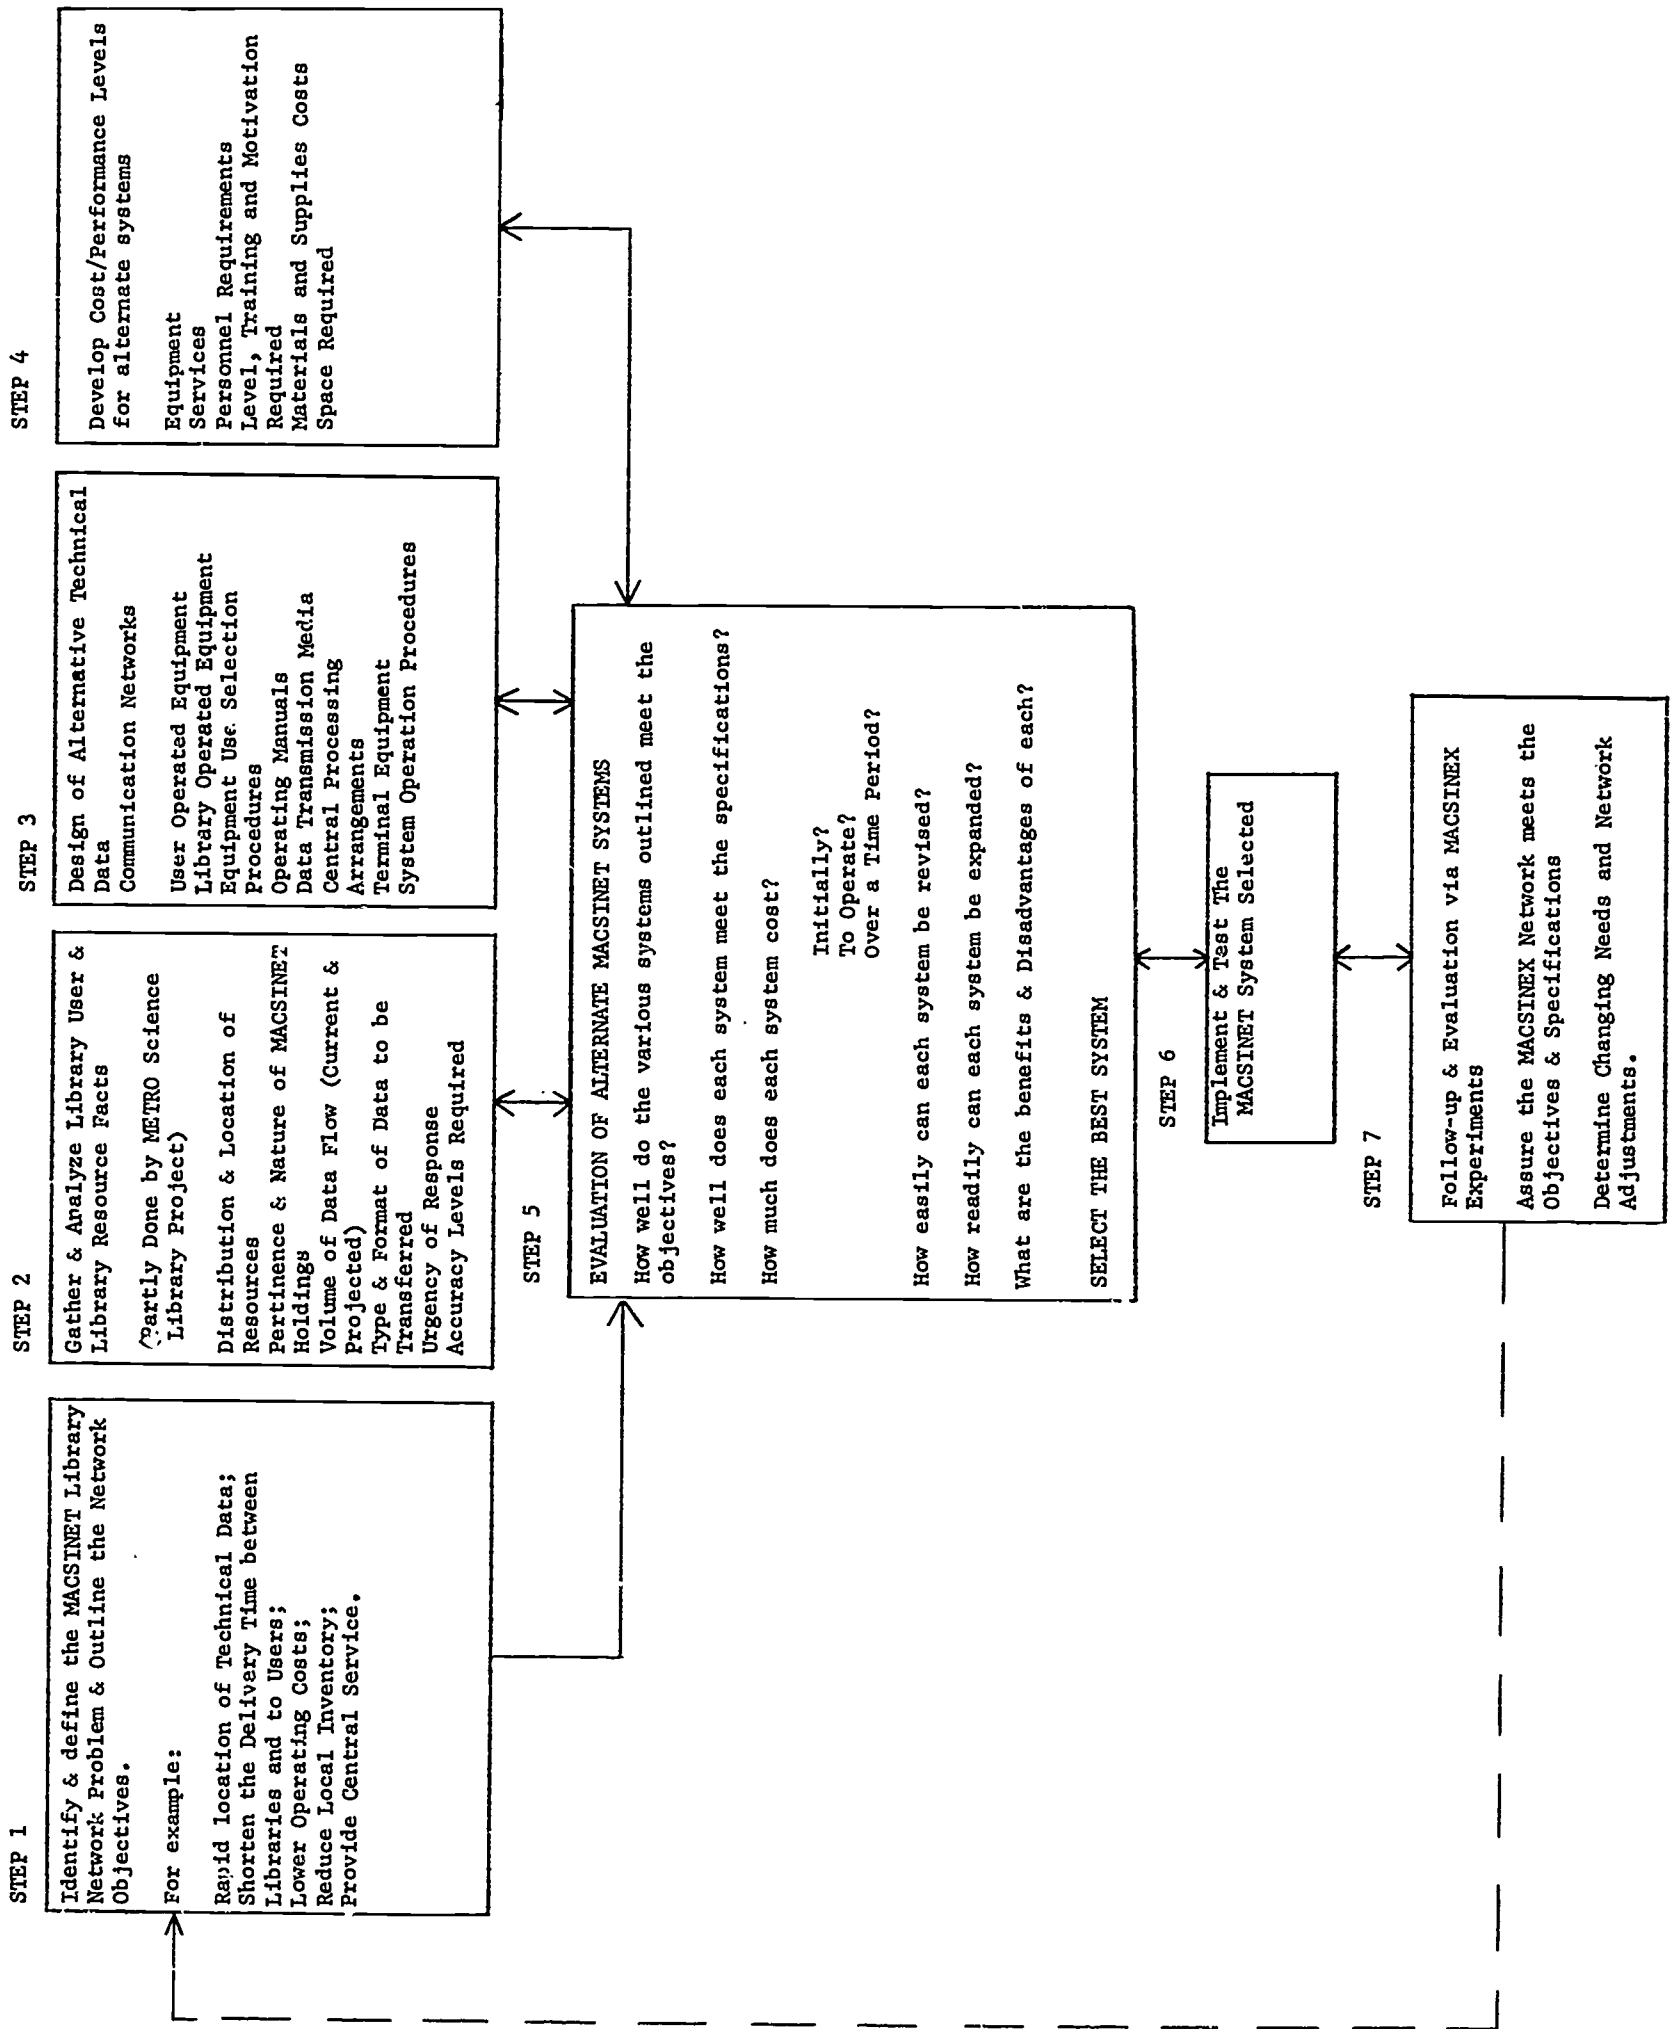 STEP 1
Identify & define the MACSINET Library
Network Problem & Outline the Network
Objectives.
For example:
Rapid location of Technical Data;
Shorten the Delivery Time between
Libraries and to Users;
Lower Operating Costs;
Reduce Local Inventory;
Provide Central Service.
STEP 2
Gather & Analyze Library User &
Library Resource Facts
(Partly Done by METRO Science
Library Project)
Distribution & Location of
Resources
Pertinence & Nature of MACSINET
Holdings
Volume of Data Flow (Current &
Projected)
Type & Format of Data to be
Transferred
Urgency of Response
Accuracy Levels Required
STEP 3
Design of Alternative Technical
Data
Communication Networks
User Operated Equipment
Library Operated Equipment
Equipment Use Selection
Procedures
Operating Manuals
Data Transmission Media
Central Processing
Arrangements
Terminal Equipment
System Operation Procedures
STEP 4
Develop Cost/Performance Levels
for alternate systems
Equipment
Services
Personnel Requirements
Level, Training and Motivation
Required
Materials and Supplies Costs
Space Required
STEP 5
EVALUATION OF ALTERNATE MACSINET SYSTEMS
How well do the various systems outlined meet the
objectives?
How well does each system meet the specifications?
How much does each system cost?
Initially?
To Operate?
Over a Time Period?
How easily can each system be revised?
How readily can each system be expanded?
What are the benefits & Disadvantages of each?
SELECT THE BEST SYSTEM
STEP 6
Implement & Test The
MACSINET System Selected
STEP 7
Follow-up & Evaluation via MACSINEX
Experiments
Assure the MACSINEX Network meets the
Objectives & Specifications
Determine Changing Needs and Network
Adjustments.